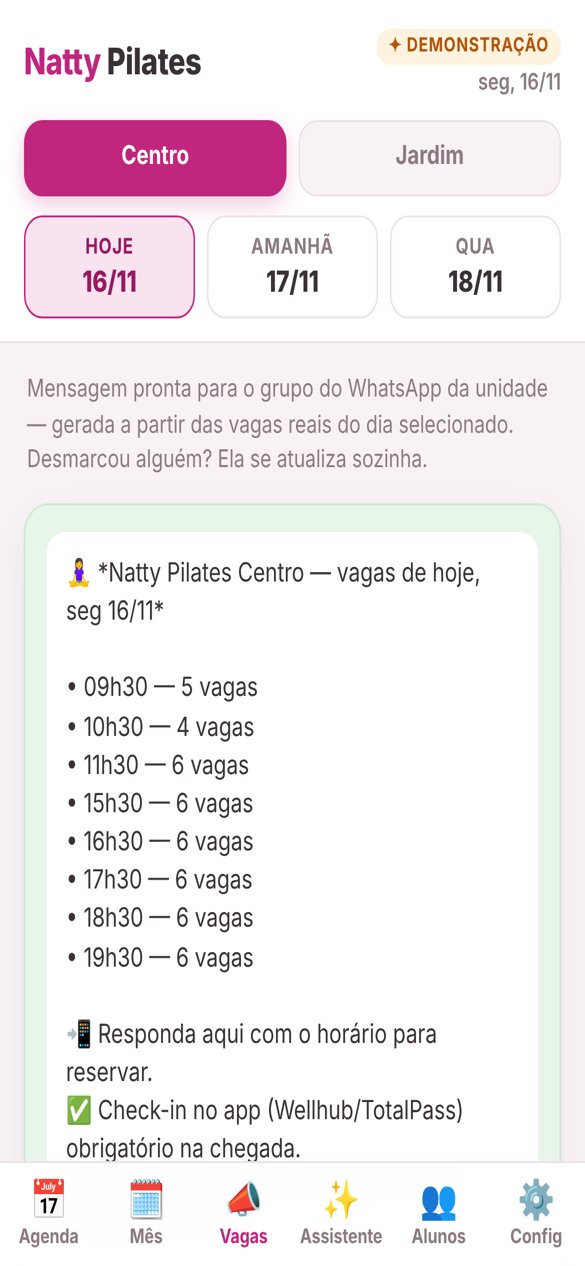 Natty Pilates
✦ DEMONSTRAÇÃO
seg, 16/11
Centro
Jardim
HOJE
16/11
AMANHÃ
17/11
QUA
18/11
Mensagem pronta para o grupo do WhatsApp da unidade
— gerada a partir das vagas reais do dia selecionado.
Desmarcou alguém? Ela se atualiza sozinha.
🧘‍♀️ *Natty Pilates Centro — vagas de hoje,
seg 16/11*
• 09h30 — 5 vagas
• 10h30 — 4 vagas
• 11h30 — 6 vagas
• 15h30 — 6 vagas
• 16h30 — 6 vagas
• 17h30 — 6 vagas
• 18h30 — 6 vagas
• 19h30 — 6 vagas
📲 Responda aqui com o horário para
reservar.
✅ Check-in no app (Wellhub/TotalPass)
obrigatório na chegada.
July
17
Agenda
Mês
Vagas
Assistente
Alunos
Config